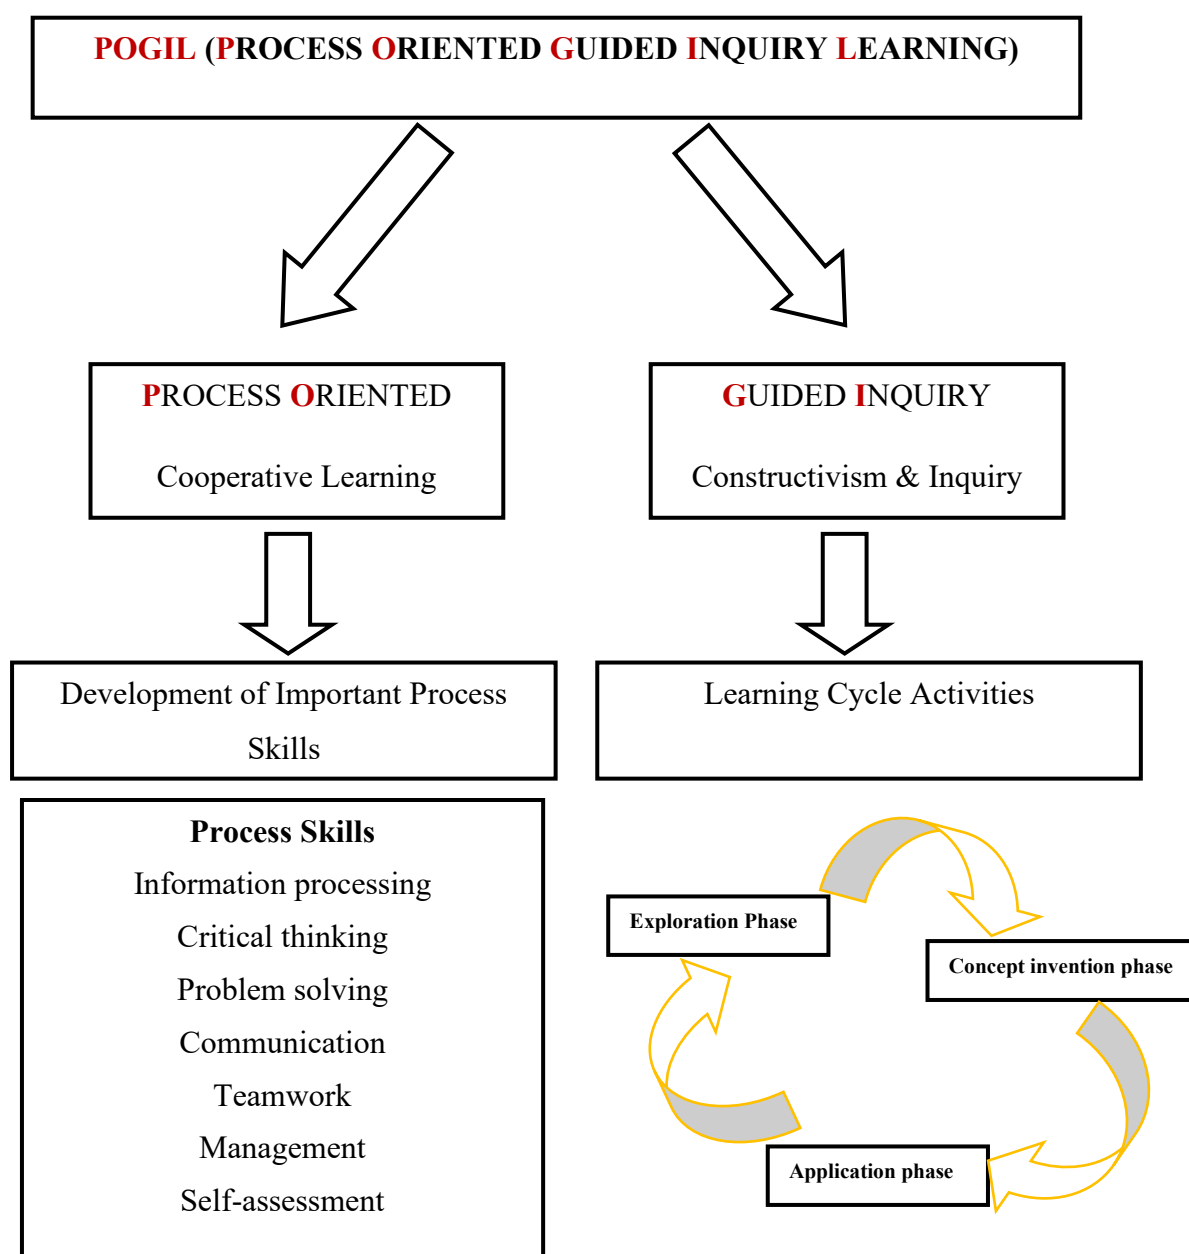 POGIL (PROCESS ORIENTED GUIDED INQUIRY LEARNING)
PROCESS ORIENTED
Cooperative Learning
GUIDED INQUIRY
Constructivism & Inquiry
Development of Important Process
Skills
Learning Cycle Activities
Process Skills
Information processing
Critical thinking
Problem solving
Communication
Teamwork
Management
Self-assessment
Exploration Phase
Concept invention phase
Application phase